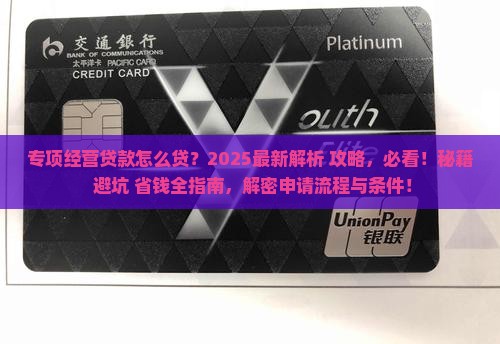 交通銀行
BANK OF COMMUNICATIONS
太平洋卡 PACIFIC CARD
CREDIT CARD
Platinum
outh
专项经营贷款怎么贷？2025最新解析 攻略，必看！秘籍
避坑 省钱全指南，解密申请流程与条件！
Elite
UnionPay
银联